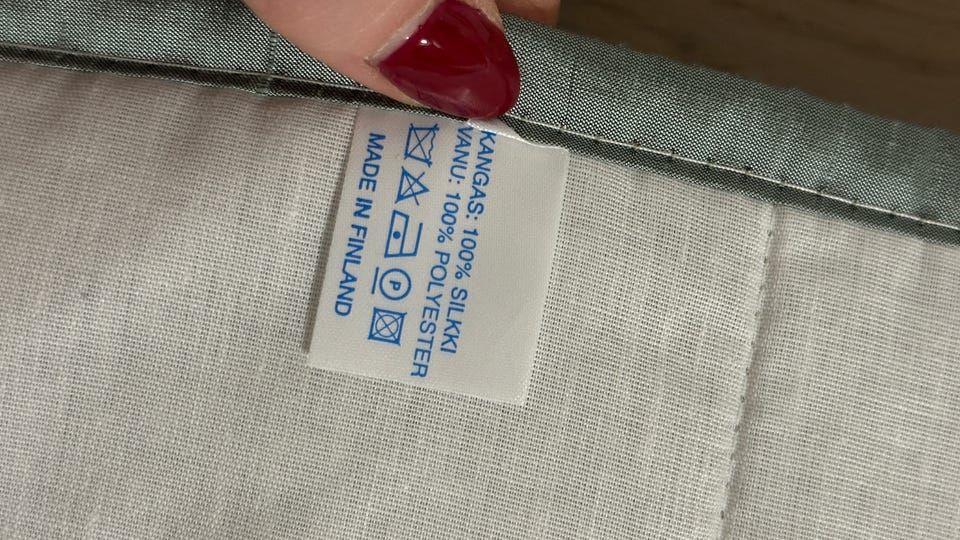 KANGAS: 100% SILKKI
VANU: 100% POLYESTER
P
MADE IN FINLAND